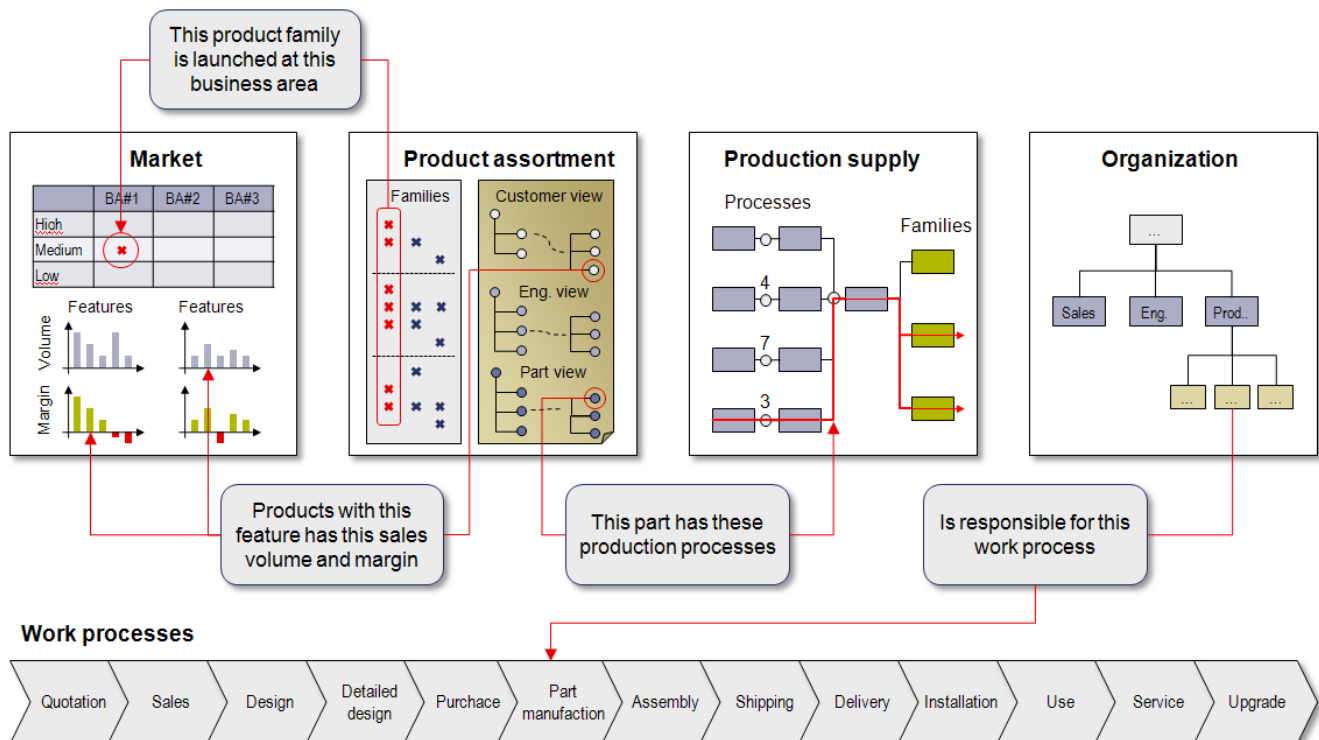 This product family
is launched at this
business area
Market
BA#1 BA#2 BA#3
High
Medium
Low
Features Features
Volume
Margin
Product assortment
Families
Customer view
Eng. view
Part view
Production supply
Processes
Families
4
7
3
Organization
...
Sales Eng. Prod..
... ... ...
Products with this
feature has this sales
volume and margin
This part has these
production processes
Is responsible for this
work process
Work processes
Quotation
Sales
Design
Detailed
design
Purchace
Part
manufaction
Assembly
Shipping
Delivery
Installation
Use
Service
Upgrade